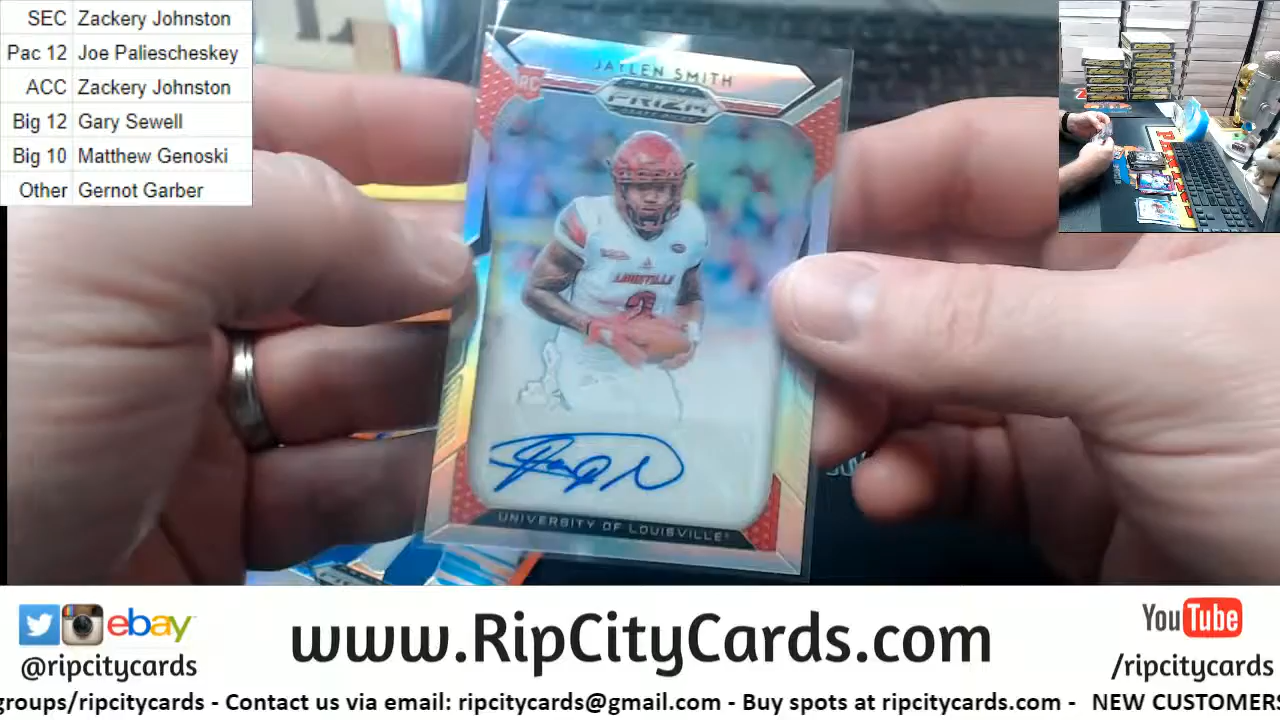 SEC Zackery Johnston
Pac 12 Joe Paliescheskey
ACC Zackery Johnston
Big 12 Gary Sewell
Big 10 Matthew Genoski
Other Gernot Garber
JAYLEN SMITH
RC
PANINI
PRIZM
LOUISVILLE
UNIVERSITY OF LOUISVILLE
ebay
@ripcitycards
www.RipCityCards.com
YouTube
/ripcitycards
groups/ripcitycards - Contact us via email: ripcitycards@gmail.com - Buy spots at ripcitycards.com - NEW CUSTOMERS